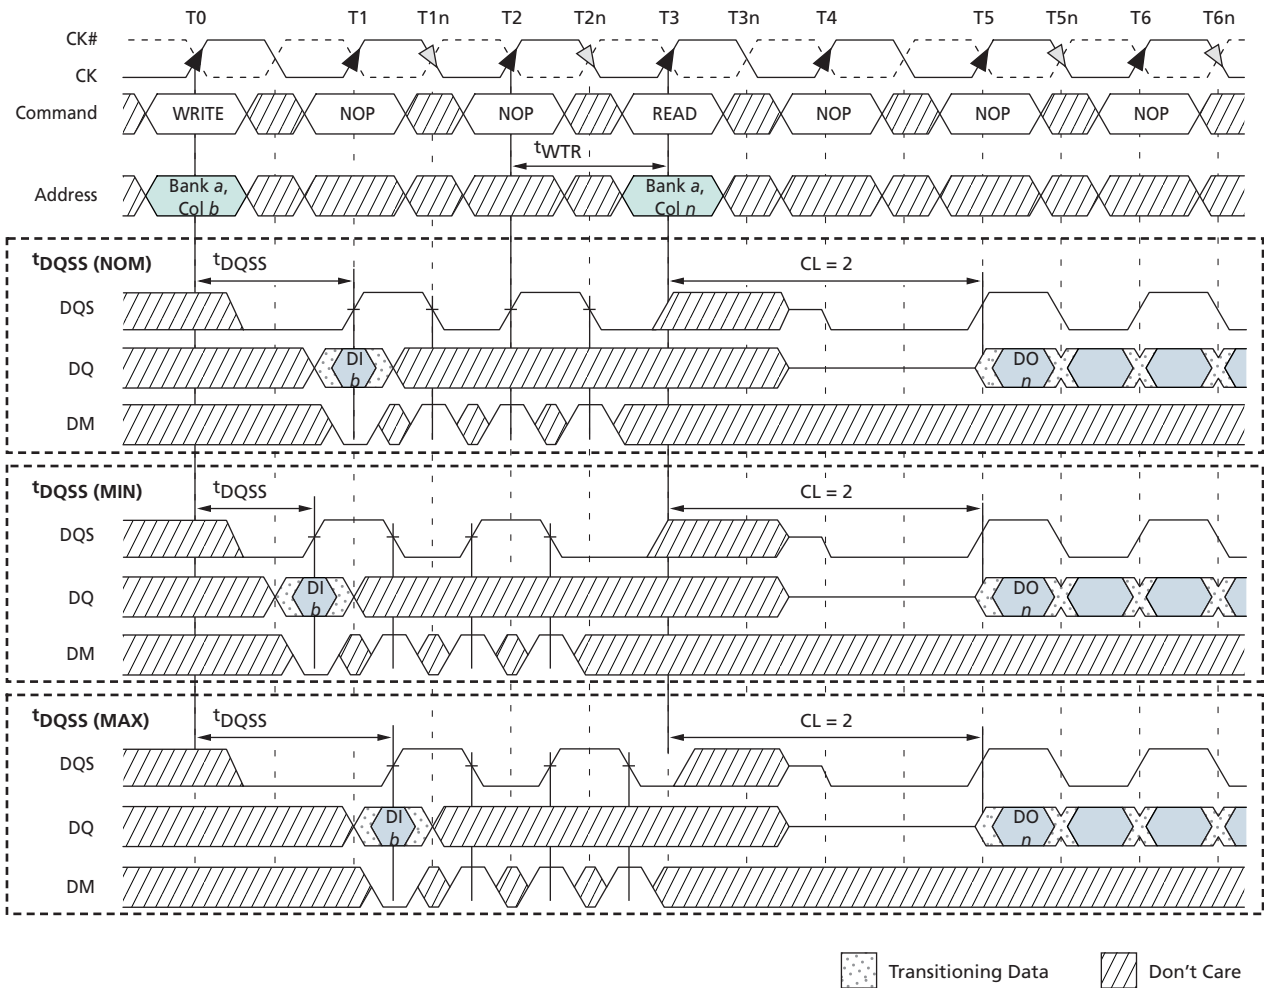 T0 T1 T1n T2 T2n T3 T3n T4 T5 T5n T6 T6n
CK#
CK
Command WRITE NOP NOP READ NOP NOP NOP
tWTR
Address Bank a, Col b Bank a, Col n
tDQSS (NOM) tDQSS CL = 2
DQS
DQ DI b DO n
DM
tDQSS (MIN) tDQSS CL = 2
DQS
DQ DI b DO n
DM
tDQSS (MAX) tDQSS CL = 2
DQS
DQ DI b DO n
DM
Transitioning Data Don't Care